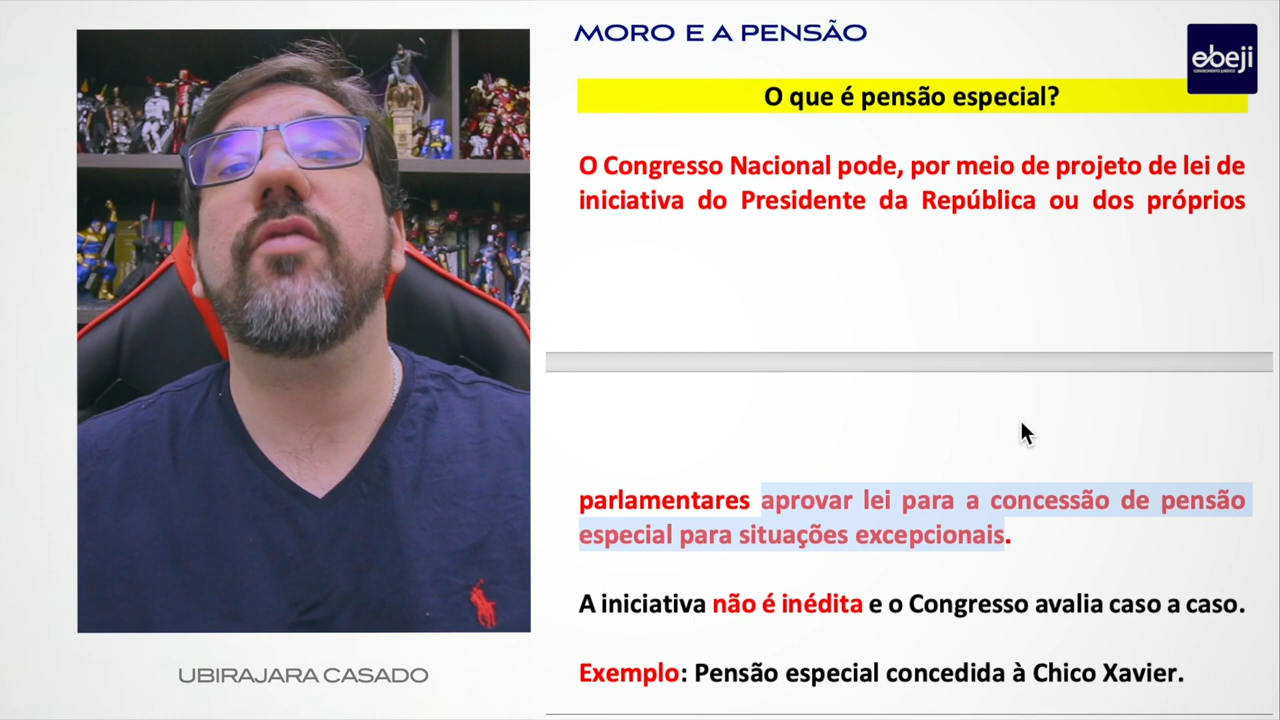 MORO E A PENSÃO
ebeji
CONHECIMENTO JURÍDICO
O que é pensão especial?
O Congresso Nacional pode, por meio de projeto de lei de
iniciativa do Presidente da República ou dos próprios
parlamentares aprovar lei para a concessão de pensão
especial para situações excepcionais.
A iniciativa não é inédita e o Congresso avalia caso a caso.
Exemplo: Pensão especial concedida à Chico Xavier.
UBIRAJARA CASADO